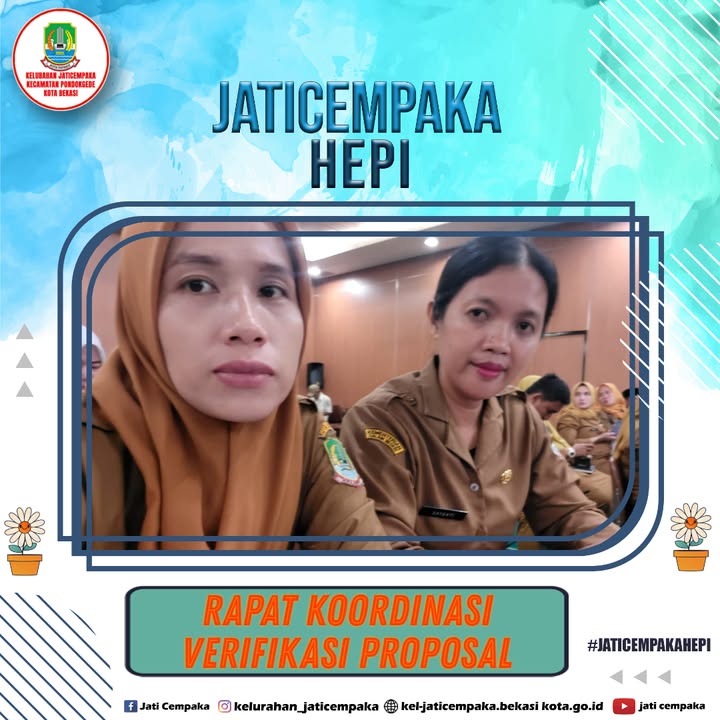 KELURAHAN JATICEMPAKA
KECAMATAN PONDOKGEDE
KOTA BEKASI
JATICEMPAKA
HEPI
RAPAT KOORDINASI
VERIFIKASI PROPOSAL
#JATICEMPAKAHEPI
Jati Cempaka
kelurahan_jaticempaka
kel-jaticempaka.bekasi kota.go.id
jati cempaka